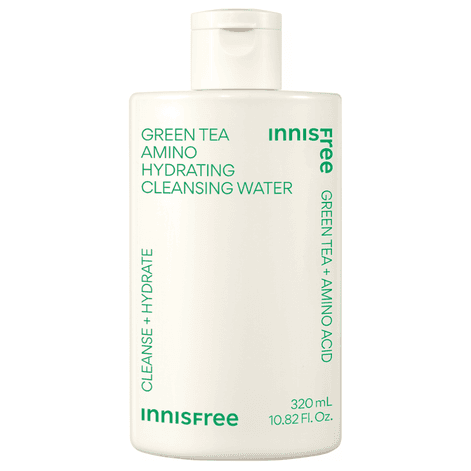 GREEN TEA
AMINO
HYDRATING
CLEANSING WATER
INNISFree
GREEN TEA + AMINO ACID
CLEANSE + HYDRATE
INNISFree
320 mL
10.82 Fl. Oz.